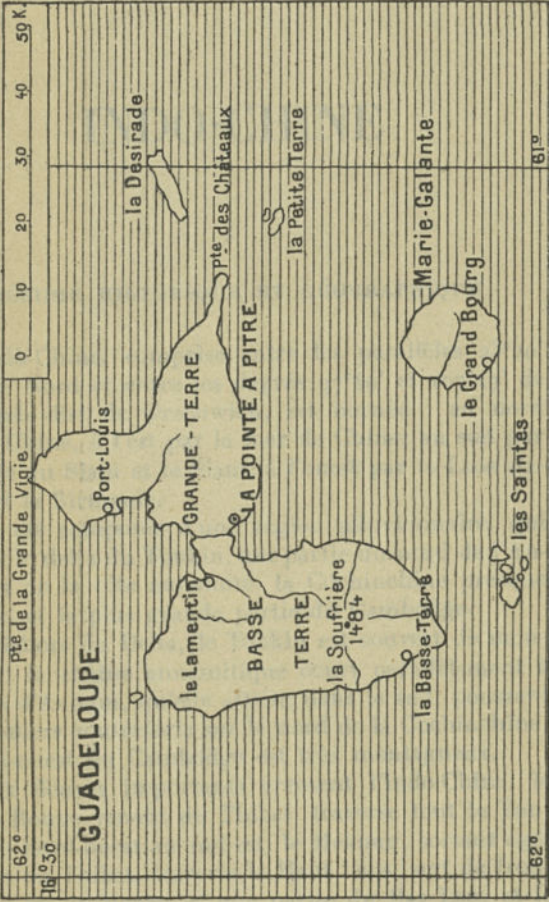 62°
Pte de la Grande Vigie
0 10 20 30 40 50 K.
16°30
GUADELOUPE
Port-Louis
la Désirade
le Lamentin
GRANDE-TERRE
Pte. des Châteaux
LA POINTE A PITRE
BASSE
TERRE
la Petite Terre
la Soufrière
1484
la Basse-Terre
Marie-Galante
le Grand Bourg
les Saintes
62°
61°